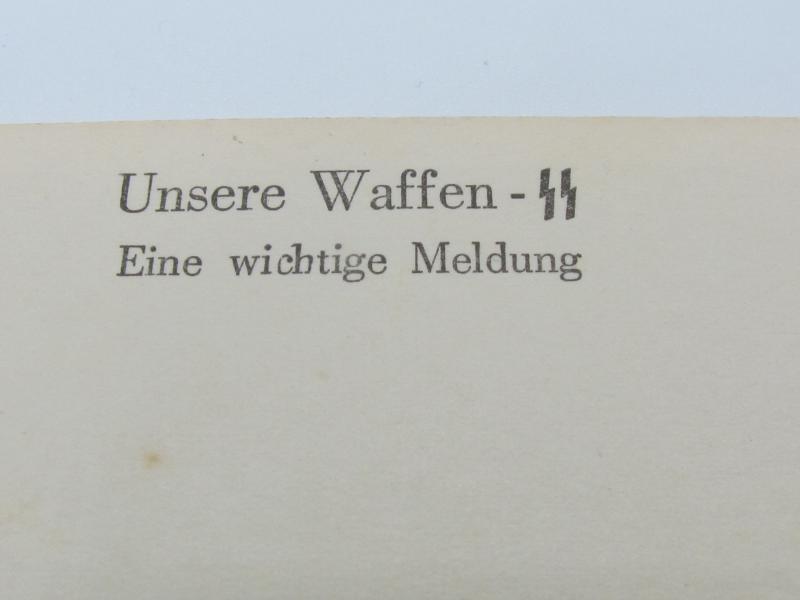 Unsere Waffen - ᛋᛋ
Eine wichtige Meldung